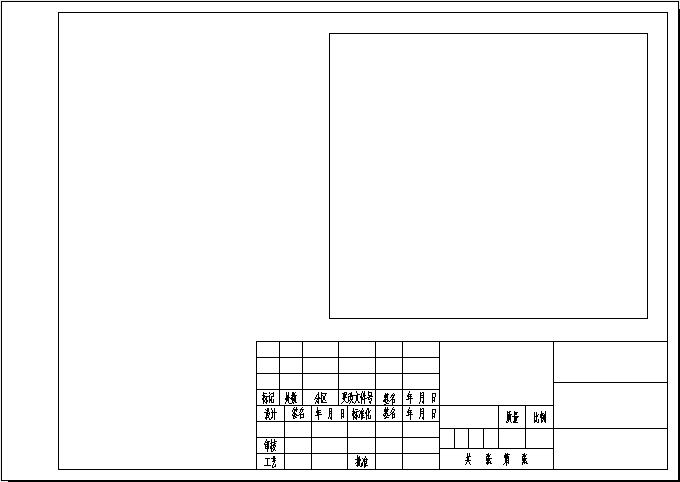 标记 处数 分区 更改文件号 签名 年 月 日
设计 签名 年 月 日 标准化 签名 年 月 日
质量 比例
审核
工艺 批准
共 张 第 张